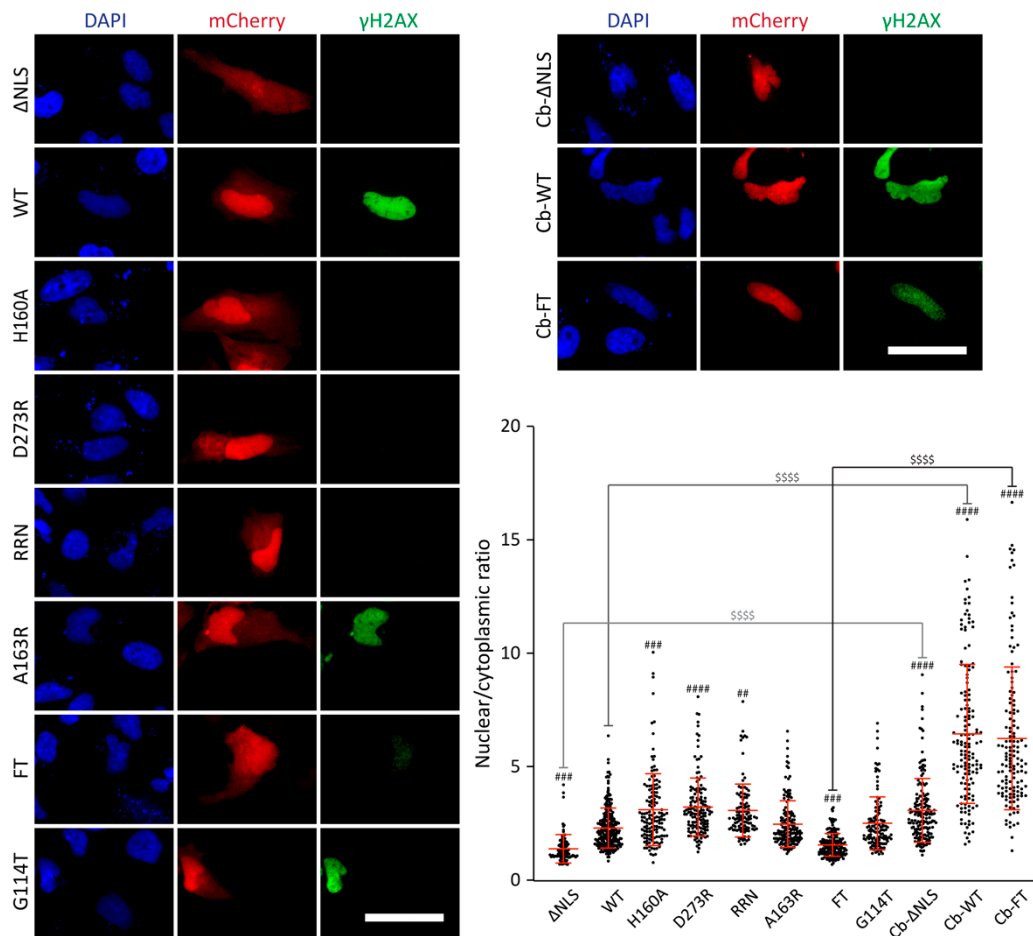 DAPI mCherry γH2AX
ΔNLS
WT
H160A
D273R
RRN
A163R
FT
G114T
DAPI mCherry γH2AX
Cb-ΔNLS
Cb-WT
Cb-FT
Nuclear/cytoplasmic ratio
20
15
10
5
0
$$$$
$$$$
####
####
$$$$
###
####
##
####
###
###
ΔNLS WT H160A D273R RRN A163R FT G114T Cb-ΔNLS Cb-WT Cb-FT